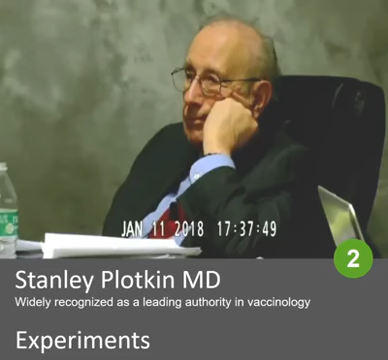 JAN 11 2018 17:37:49
2
Stanley Plotkin MD
Widely recognized as a leading authority in vaccinology
Experiments